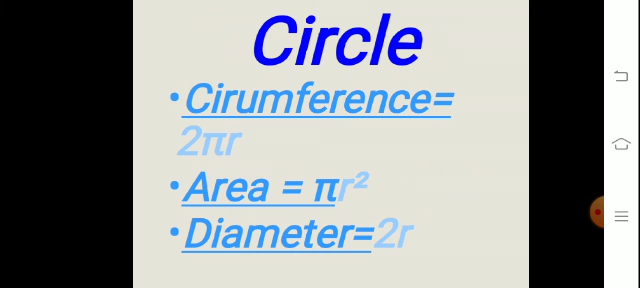 Circle
•Cirumference=
2πr
•Area = πr²
•Diameter=2r